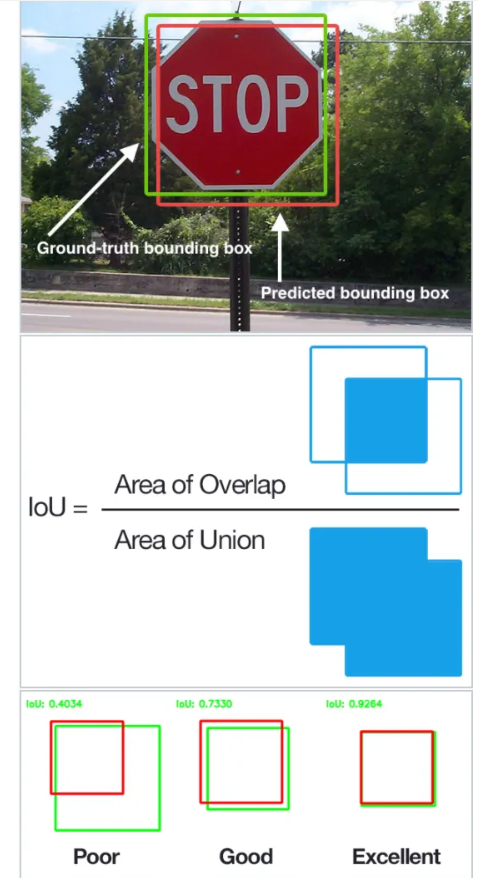 STOP
Ground-truth bounding box
Predicted bounding box
IoU =
Area of Overlap
Area of Union
IoU: 0.4034
IoU: 0.7330
IoU: 0.9264
Poor
Good
Excellent